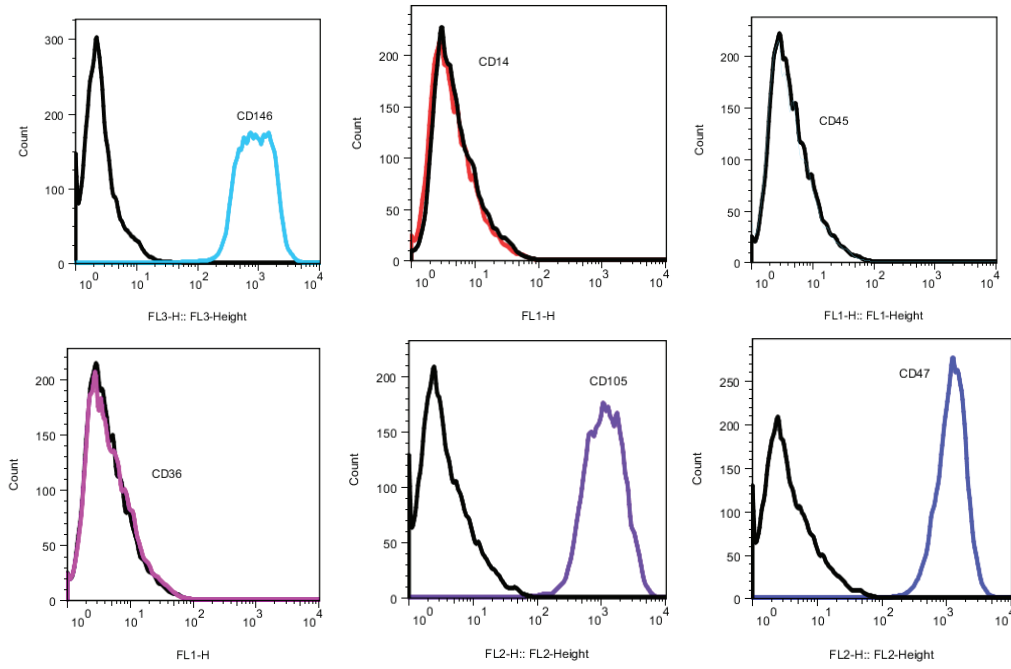 300
200
100
0
Count
CD146
10^0 10^1 10^2 10^3 10^4
FL3-H:: FL3-Height
200
150
100
50
0
Count
CD14
10^0 10^1 10^2 10^3 10^4
FL1-H
200
150
100
50
0
Count
CD45
10^0 10^1 10^2 10^3 10^4
FL1-H:: FL1-Height
200
150
100
50
0
Count
CD36
10^0 10^1 10^2 10^3 10^4
FL1-H
200
150
100
50
0
Count
CD105
10^0 10^1 10^2 10^3 10^4
FL2-H:: FL2-Height
250
200
150
100
50
0
Count
CD47
10^0 10^1 10^2 10^3 10^4
FL2-H:: FL2-Height